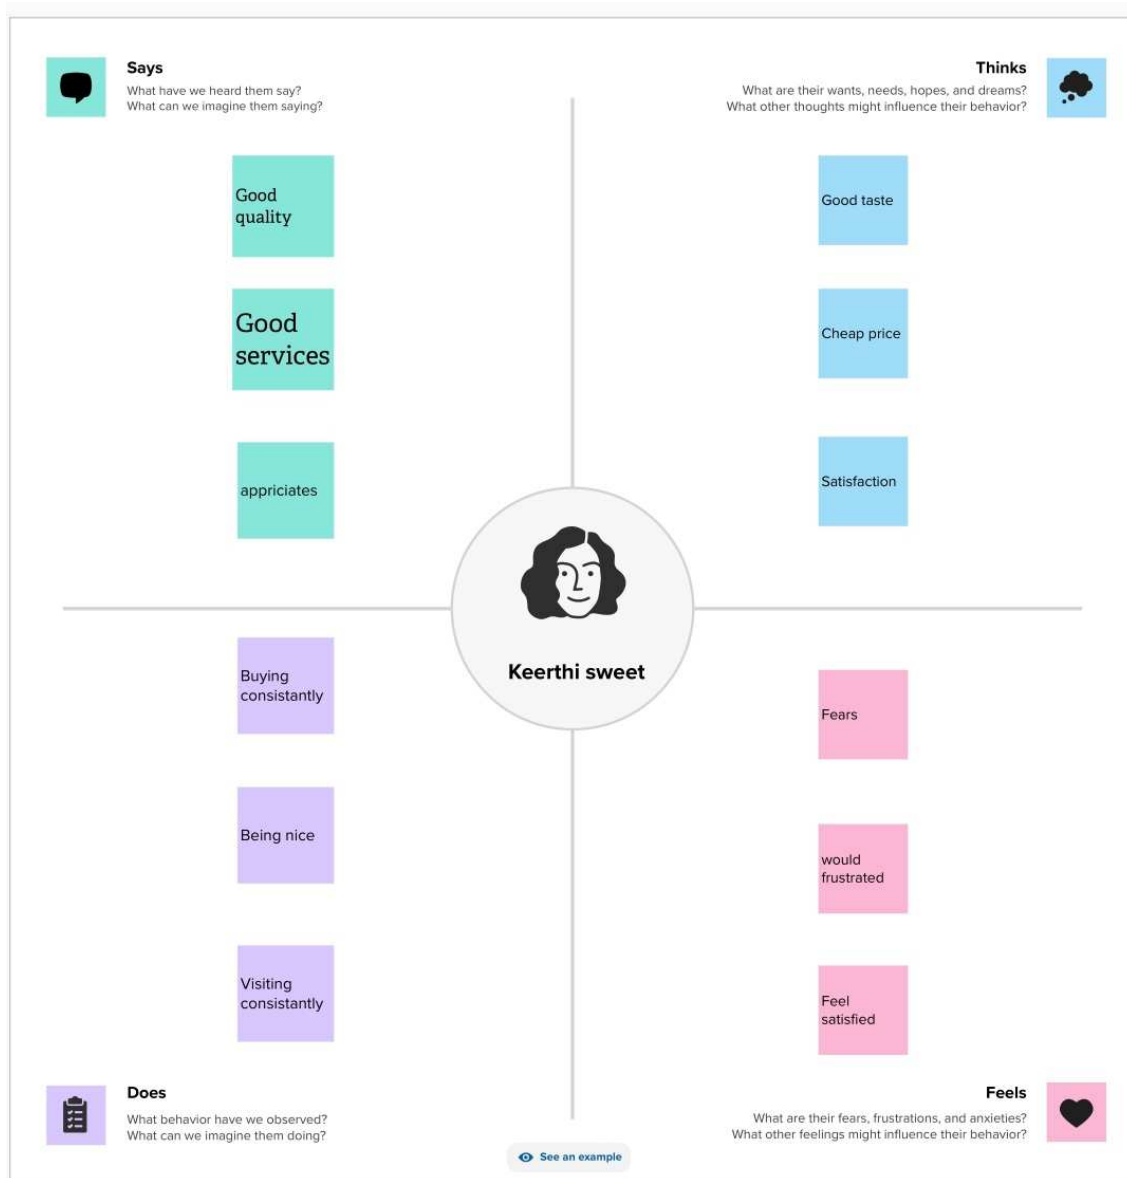 Says
What have we heard them say?
What can we imagine them saying?
Thinks
What are their wants, needs, hopes, and dreams?
What other thoughts might influence their behavior?
Good
quality
Good
services
appriciates
Good taste
Cheap price
Satisfaction
Keerthi sweet
Buying
consistantly
Being nice
Visiting
consistantly
Fears
would
frustrated
Feel
satisfied
Does
What behavior have we observed?
What can we imagine them doing?
Feels
What are their fears, frustrations, and anxieties?
What other feelings might influence their behavior?
See an example